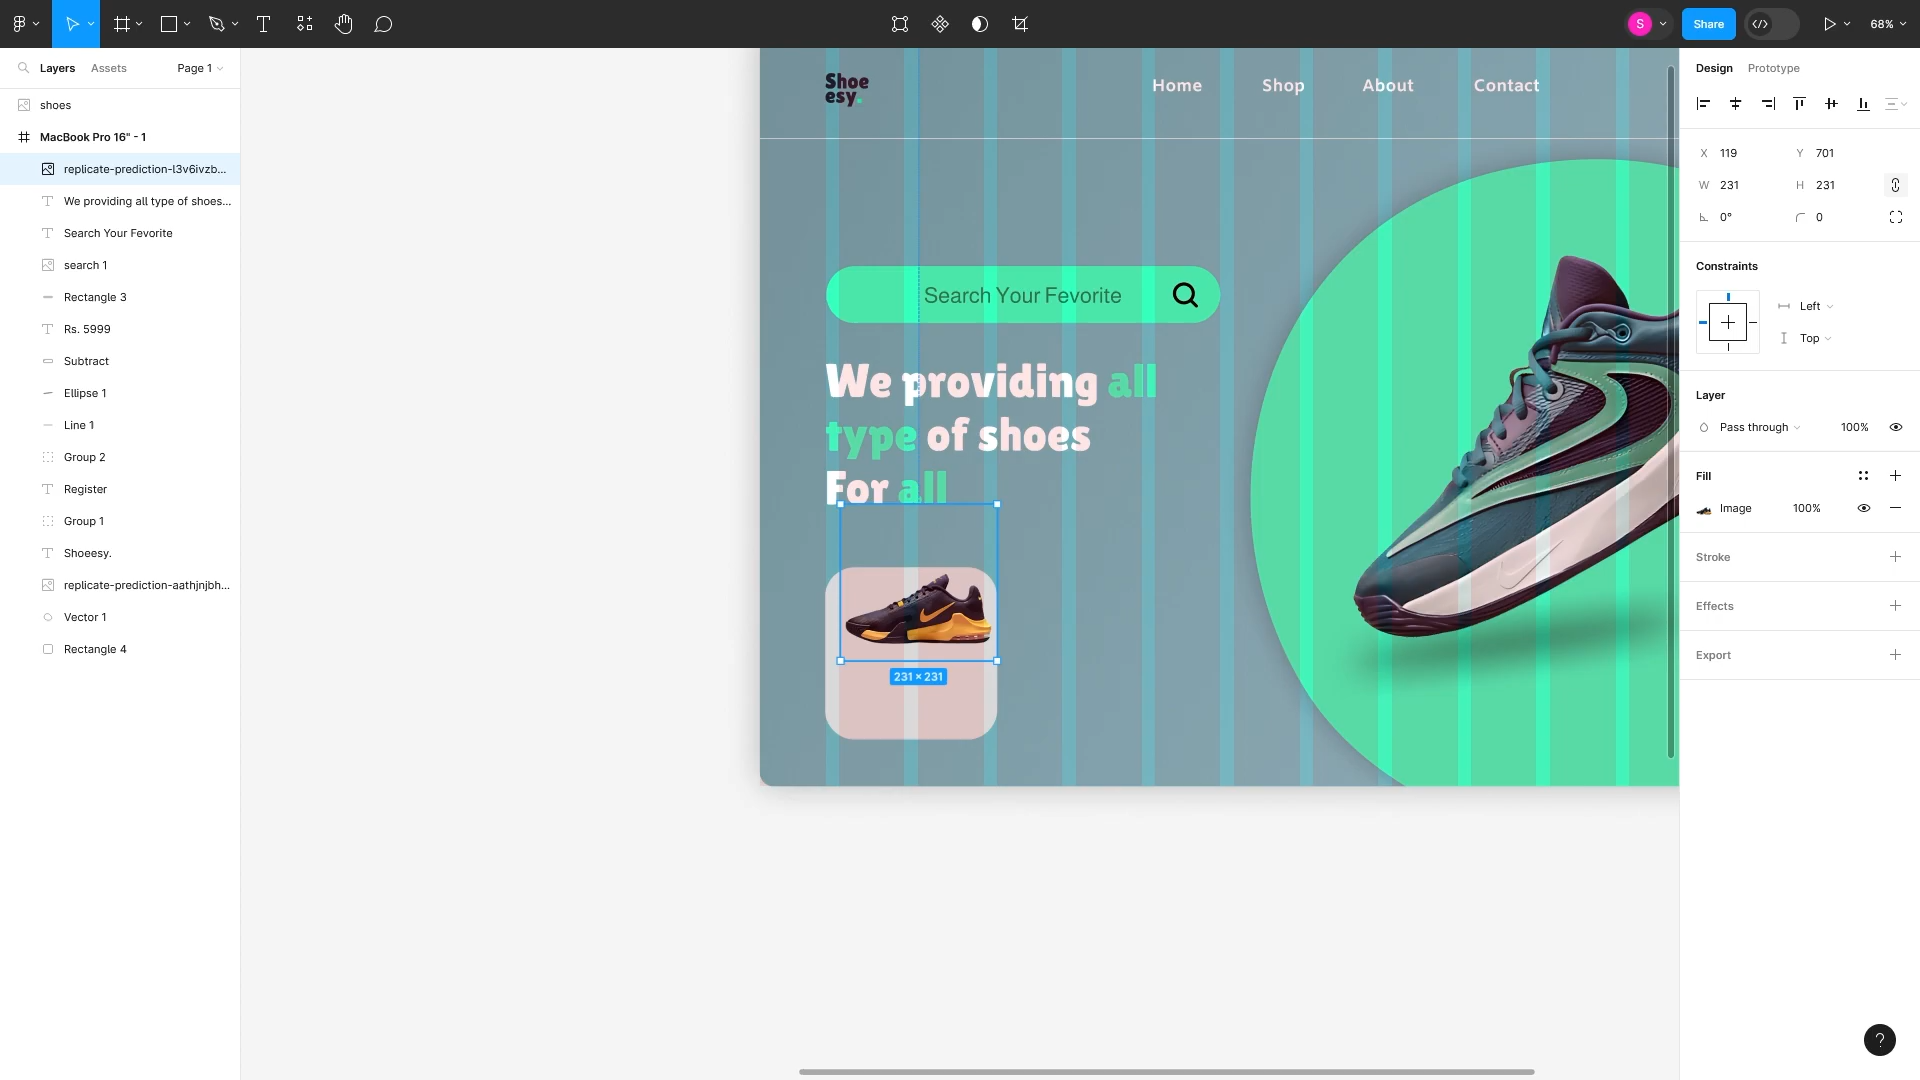 S
Share
68%
Layers
Assets
Page 1
shoes
MacBook Pro 16" - 1
replicate-prediction-l3v6ivzb...
We providing all type of shoes...
Search Your Fevorite
search 1
Rectangle 3
Rs. 5999
Subtract
Ellipse 1
Line 1
Group 2
Register
Group 1
Shoeesy.
replicate-prediction-aathjnjbh...
Vector 1
Rectangle 4
Shoe
esy.
Home
Shop
About
Contact
Search Your Fevorite
We providing all
type of shoes
For all
231 × 231
Design
Prototype
X 119
Y 701
W 231
H 231
0°
0
Constraints
Left
Top
Layer
Pass through
100%
Fill
Image
100%
Stroke
Effects
Export
?